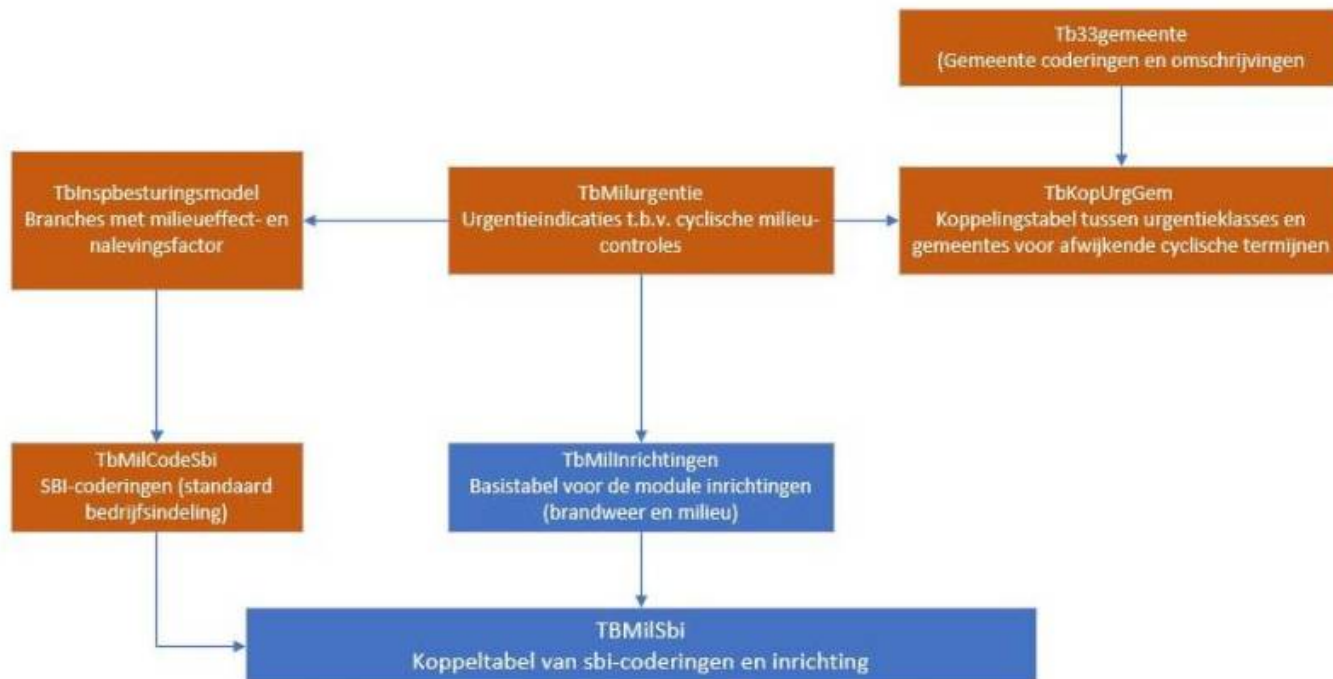 Tb33gemeente
(Gemeente coderingen en omschrijvingen
TbInspbesturingsmodel
Branches met milieueffect- en
nalevingsfactor
TbMilurgentie
Urgentieindicaties t.b.v. cyclische milieu-
controles
TbKopUrgGem
Koppelingstabel tussen urgentieklasses en
gemeentes voor afwijkende cyclische termijnen
TbMilCodeSbi
SBI-coderingen (standaard
bedrijfsindeling)
TbMilInrichtingen
Basistabel voor de module inrichtingen
(brandweer en milieu)
TBMilSbi
Koppeltabel van sbi-coderingen en inrichting